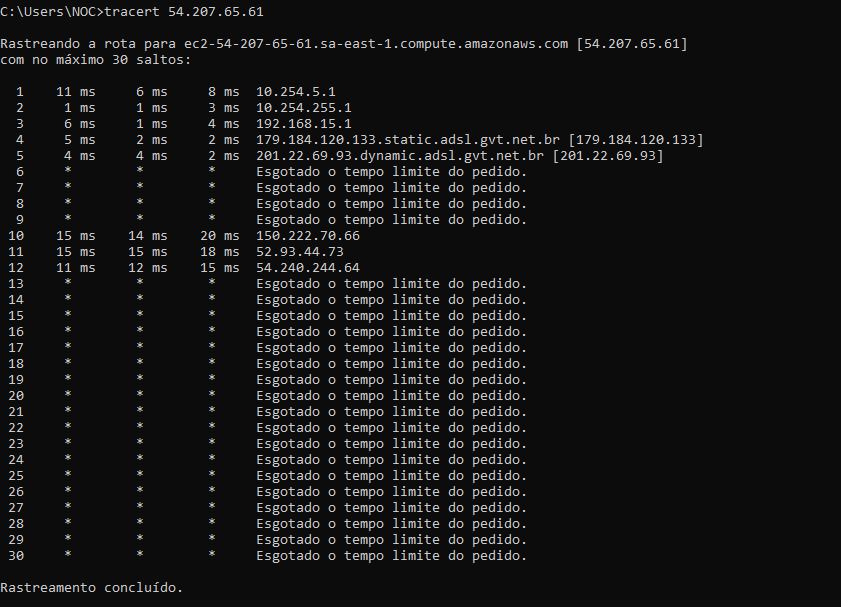 C:\Users\NOC>tracert 54.207.65.61
Rastreando a rota para ec2-54-207-65-61.sa-east-1.compute.amazonaws.com [54.207.65.61]
com no máximo 30 saltos:
1 11 ms 6 ms 8 ms 10.254.5.1
2 1 ms 1 ms 3 ms 10.254.255.1
3 6 ms 1 ms 4 ms 192.168.15.1
4 5 ms 2 ms 2 ms 179.184.120.133.static.adsl.gvt.net.br [179.184.120.133]
5 4 ms 4 ms 2 ms 201.22.69.93.dynamic.adsl.gvt.net.br [201.22.69.93]
6 * * * Esgotado o tempo limite do pedido.
7 * * * Esgotado o tempo limite do pedido.
8 * * * Esgotado o tempo limite do pedido.
9 * * * Esgotado o tempo limite do pedido.
10 15 ms 14 ms 20 ms 150.222.70.66
11 15 ms 15 ms 18 ms 52.93.44.73
12 11 ms 12 ms 15 ms 54.240.244.64
13 * * * Esgotado o tempo limite do pedido.
14 * * * Esgotado o tempo limite do pedido.
15 * * * Esgotado o tempo limite do pedido.
16 * * * Esgotado o tempo limite do pedido.
17 * * * Esgotado o tempo limite do pedido.
18 * * * Esgotado o tempo limite do pedido.
19 * * * Esgotado o tempo limite do pedido.
20 * * * Esgotado o tempo limite do pedido.
21 * * * Esgotado o tempo limite do pedido.
22 * * * Esgotado o tempo limite do pedido.
23 * * * Esgotado o tempo limite do pedido.
24 * * * Esgotado o tempo limite do pedido.
25 * * * Esgotado o tempo limite do pedido.
26 * * * Esgotado o tempo limite do pedido.
27 * * * Esgotado o tempo limite do pedido.
28 * * * Esgotado o tempo limite do pedido.
29 * * * Esgotado o tempo limite do pedido.
30 * * * Esgotado o tempo limite do pedido.
Rastreamento concluído.